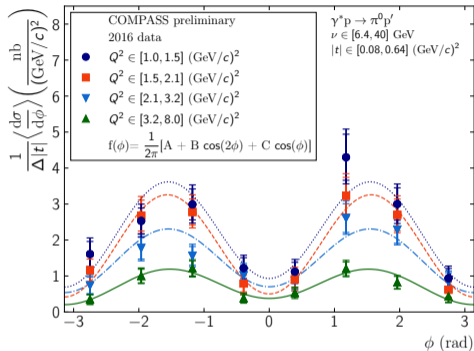 COMPASS preliminary
2016 data
Q² ∈ [1.0, 1.5] (GeV/c)²
Q² ∈ [1.5, 2.1] (GeV/c)²
Q² ∈ [2.1, 3.2] (GeV/c)²
Q² ∈ [3.2, 8.0] (GeV/c)²
f(ϕ)= 1/2π [A + B cos(2ϕ) + C cos(ϕ)]
γ*p → π⁰p′
ν ∈ [6.4, 40] GeV
|t| ∈ [0.08, 0.64] (GeV/c)²
1/Δ|t| ⟨dσ/dϕ⟩ (nb/(GeV/c)²)
8
7
6
5
4
3
2
1
0
−3 −2 −1 0 1 2 3
ϕ (rad)